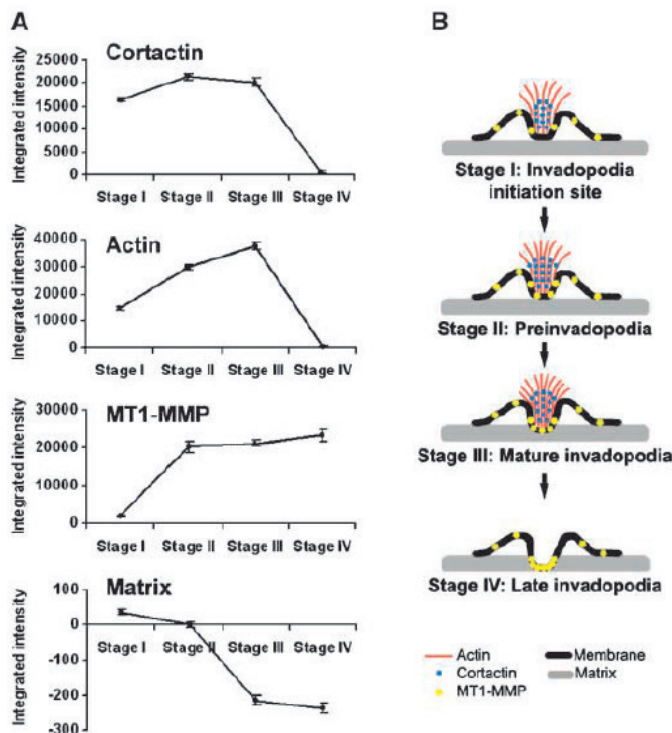 A
Cortactin
Integrated intensity
25000
20000
15000
10000
5000
0
Stage I Stage II Stage III Stage IV
Actin
Integrated intensity
40000
30000
20000
10000
0
Stage I Stage II Stage III Stage IV
MT1-MMP
Integrated intensity
30000
20000
10000
0
Stage I Stage II Stage III Stage IV
Matrix
Integrated intensity
100
0
-100
-200
-300
Stage I Stage II Stage III Stage IV
B
Stage I: Invadopodia
initiation site
Stage II: Preinvadopodia
Stage III: Mature invadopodia
Stage IV: Late invadopodia
Actin
Cortactin
MT1-MMP
Membrane
Matrix